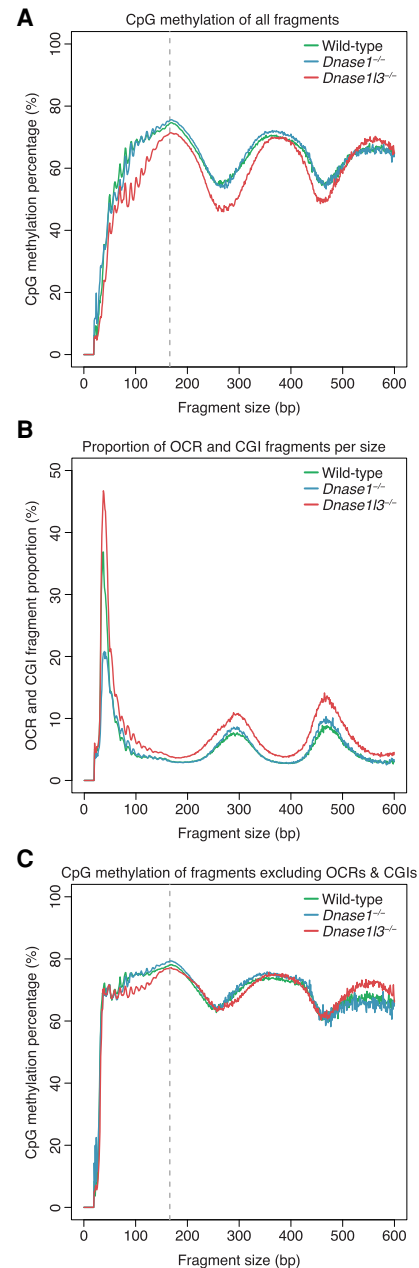 A
CpG methylation of all fragments
CpG methylation percentage (%)
100
80
60
40
20
0
Wild-type
Dnase1−/−
Dnase1l3−/−
0 100 200 300 400 500 600
Fragment size (bp)
B
Proportion of OCR and CGI fragments per size
OCR and CGI fragment proportion (%)
50
40
30
20
10
0
Wild-type
Dnase1−/−
Dnase1l3−/−
0 100 200 300 400 500 600
Fragment size (bp)
C
CpG methylation of fragments excluding OCRs & CGIs
CpG methylation percentage (%)
100
80
60
40
20
0
Wild-type
Dnase1−/−
Dnase1l3−/−
0 100 200 300 400 500 600
Fragment size (bp)